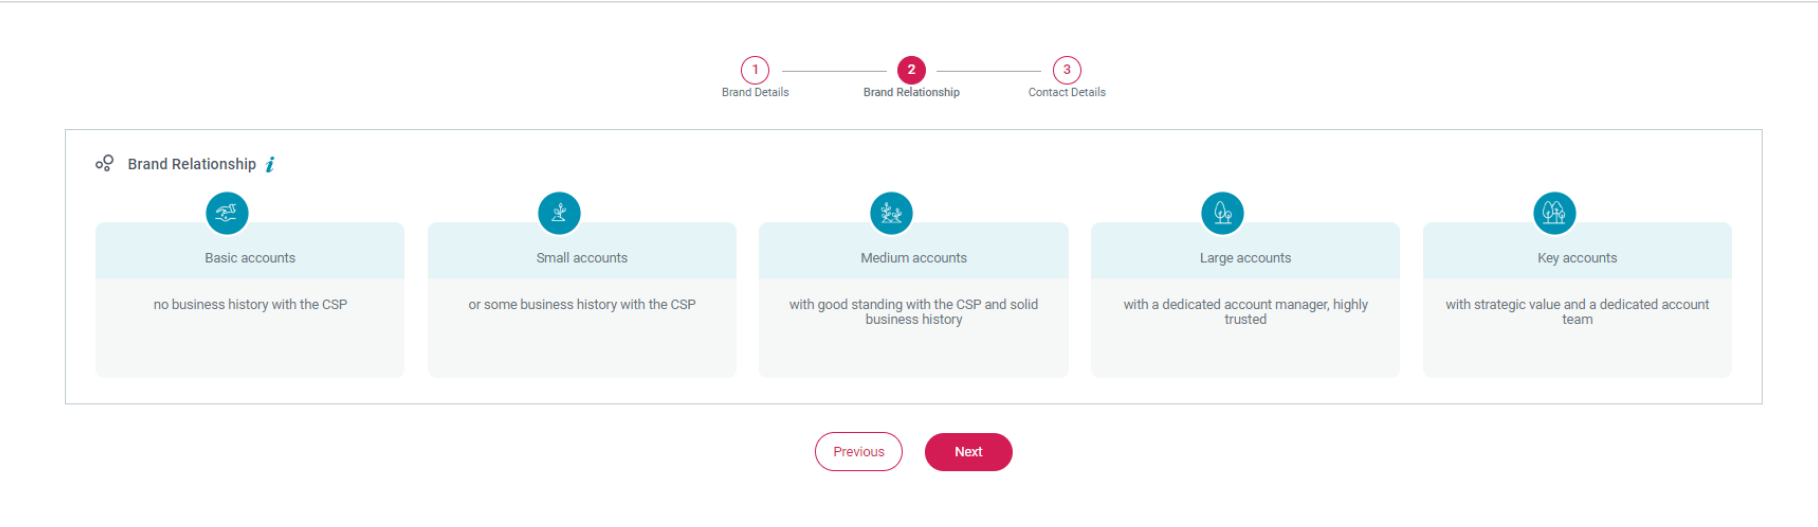 1
2
3
Brand Details
Brand Relationship
Contact Details
Brand Relationship i
Basic accounts
no business history with the CSP
Small accounts
or some business history with the CSP
Medium accounts
with good standing with the CSP and solid
business history
Large accounts
with a dedicated account manager, highly
trusted
Key accounts
with strategic value and a dedicated account
team
Previous
Next